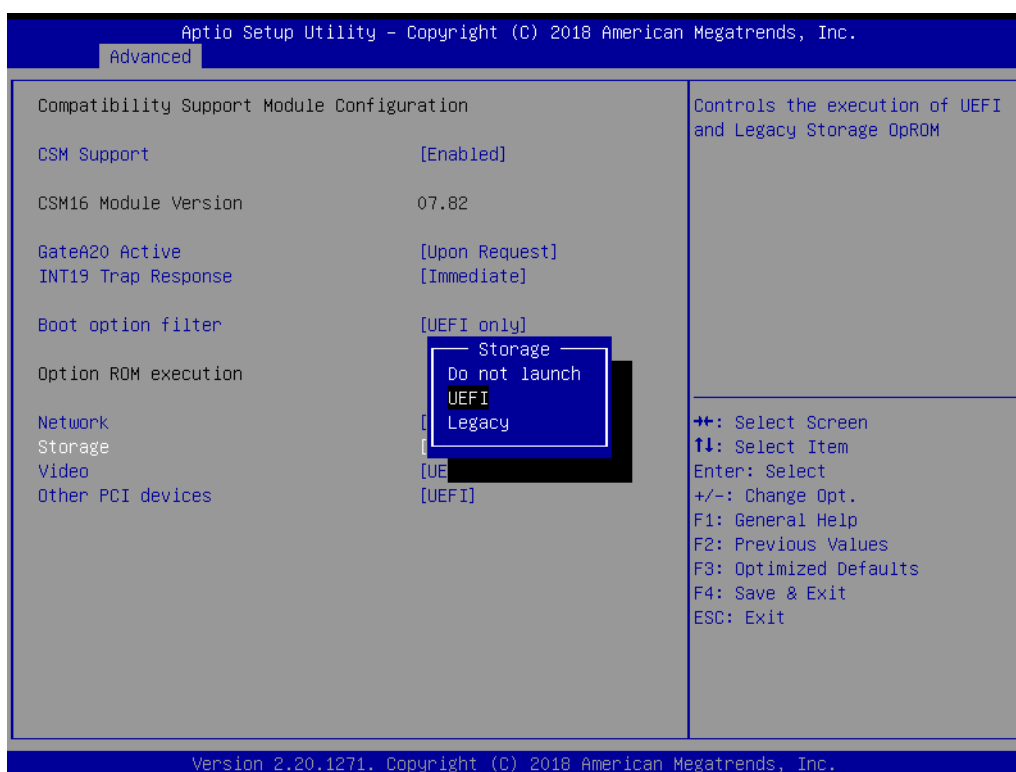 Aptio Setup Utility – Copyright (C) 2018 American Megatrends, Inc.
Advanced
Compatibility Support Module Configuration
CSM Support [Enabled]
CSM16 Module Version 07.82
GateA20 Active [Upon Request]
INT19 Trap Response [Immediate]
Boot option filter [UEFI only]
Option ROM execution
Network [
Storage [
Video [UE
Other PCI devices [UEFI]
Storage
Do not launch
UEFI
Legacy
Controls the execution of UEFI
and Legacy Storage OpROM
→←: Select Screen
↑↓: Select Item
Enter: Select
+/-: Change Opt.
F1: General Help
F2: Previous Values
F3: Optimized Defaults
F4: Save & Exit
ESC: Exit
Version 2.20.1271. Copyright (C) 2018 American Megatrends, Inc.